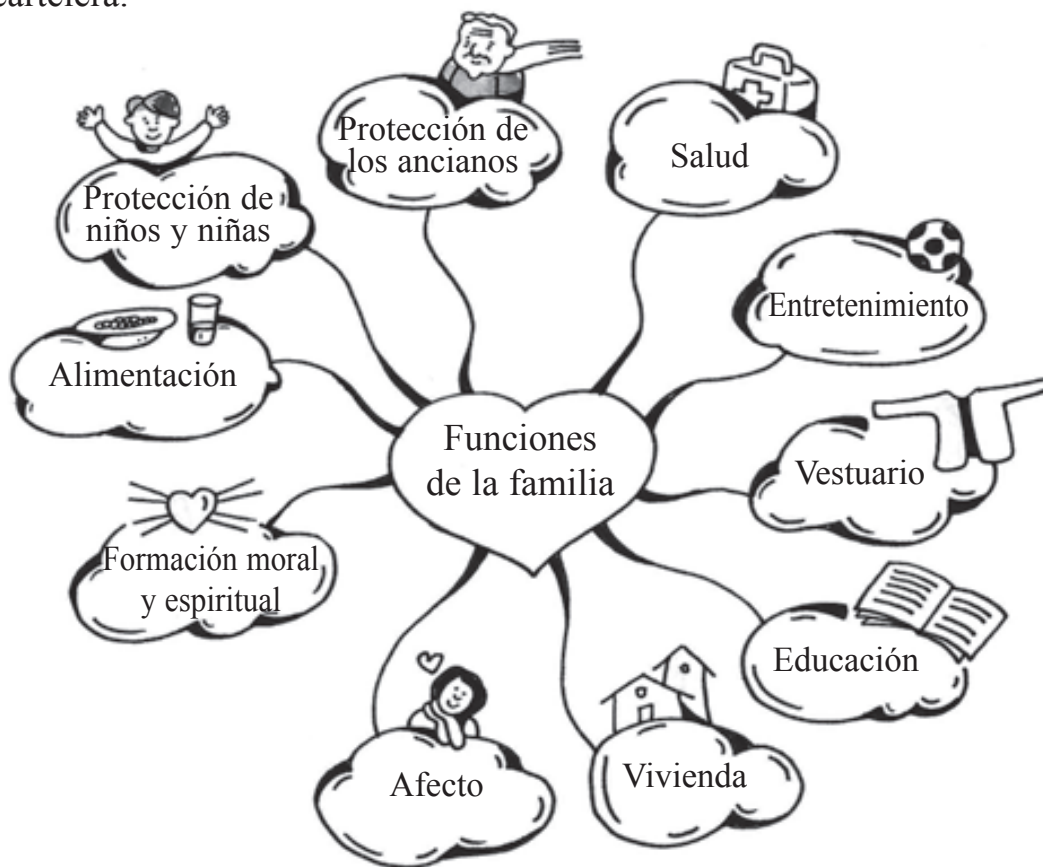 cartelera.
Protección de
los ancianos
Salud
Protección de
niños y niñas
Entretenimiento
Alimentación
Funciones
de la familia
Vestuario
Formación moral
y espiritual
Educación
Afecto
Vivienda